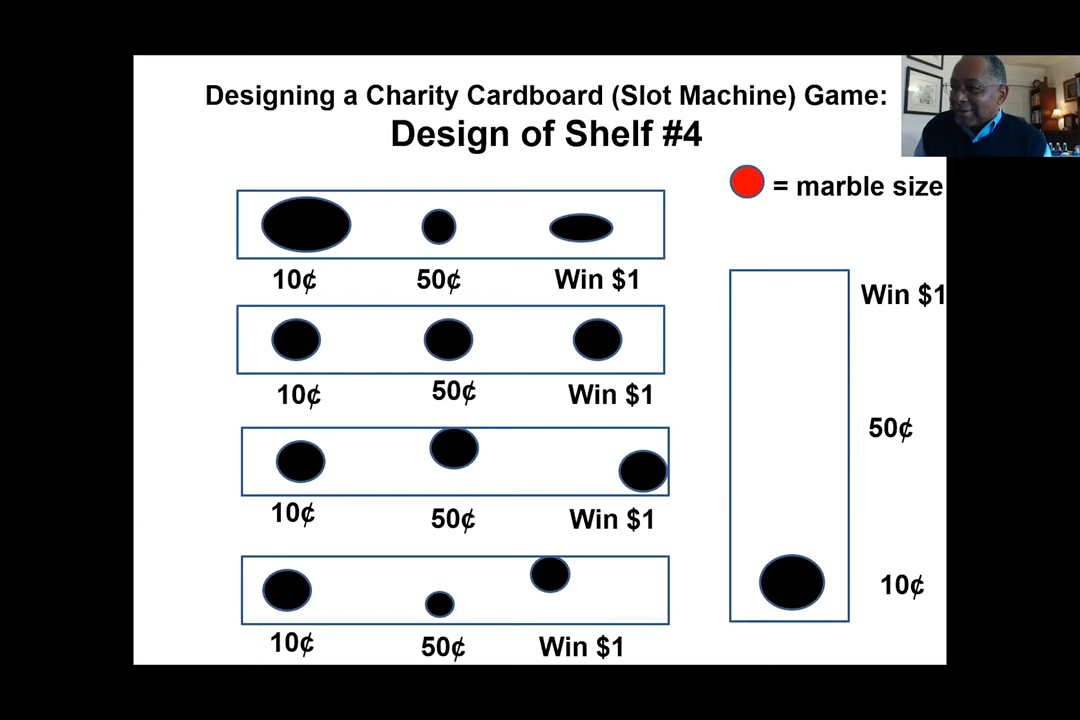 Designing a Charity Cardboard (Slot Machine) Game:
Design of Shelf #4
= marble size
10¢ 50¢ Win $1
10¢ 50¢ Win $1
10¢ 50¢ Win $1
10¢ 50¢ Win $1
Win $1
50¢
10¢